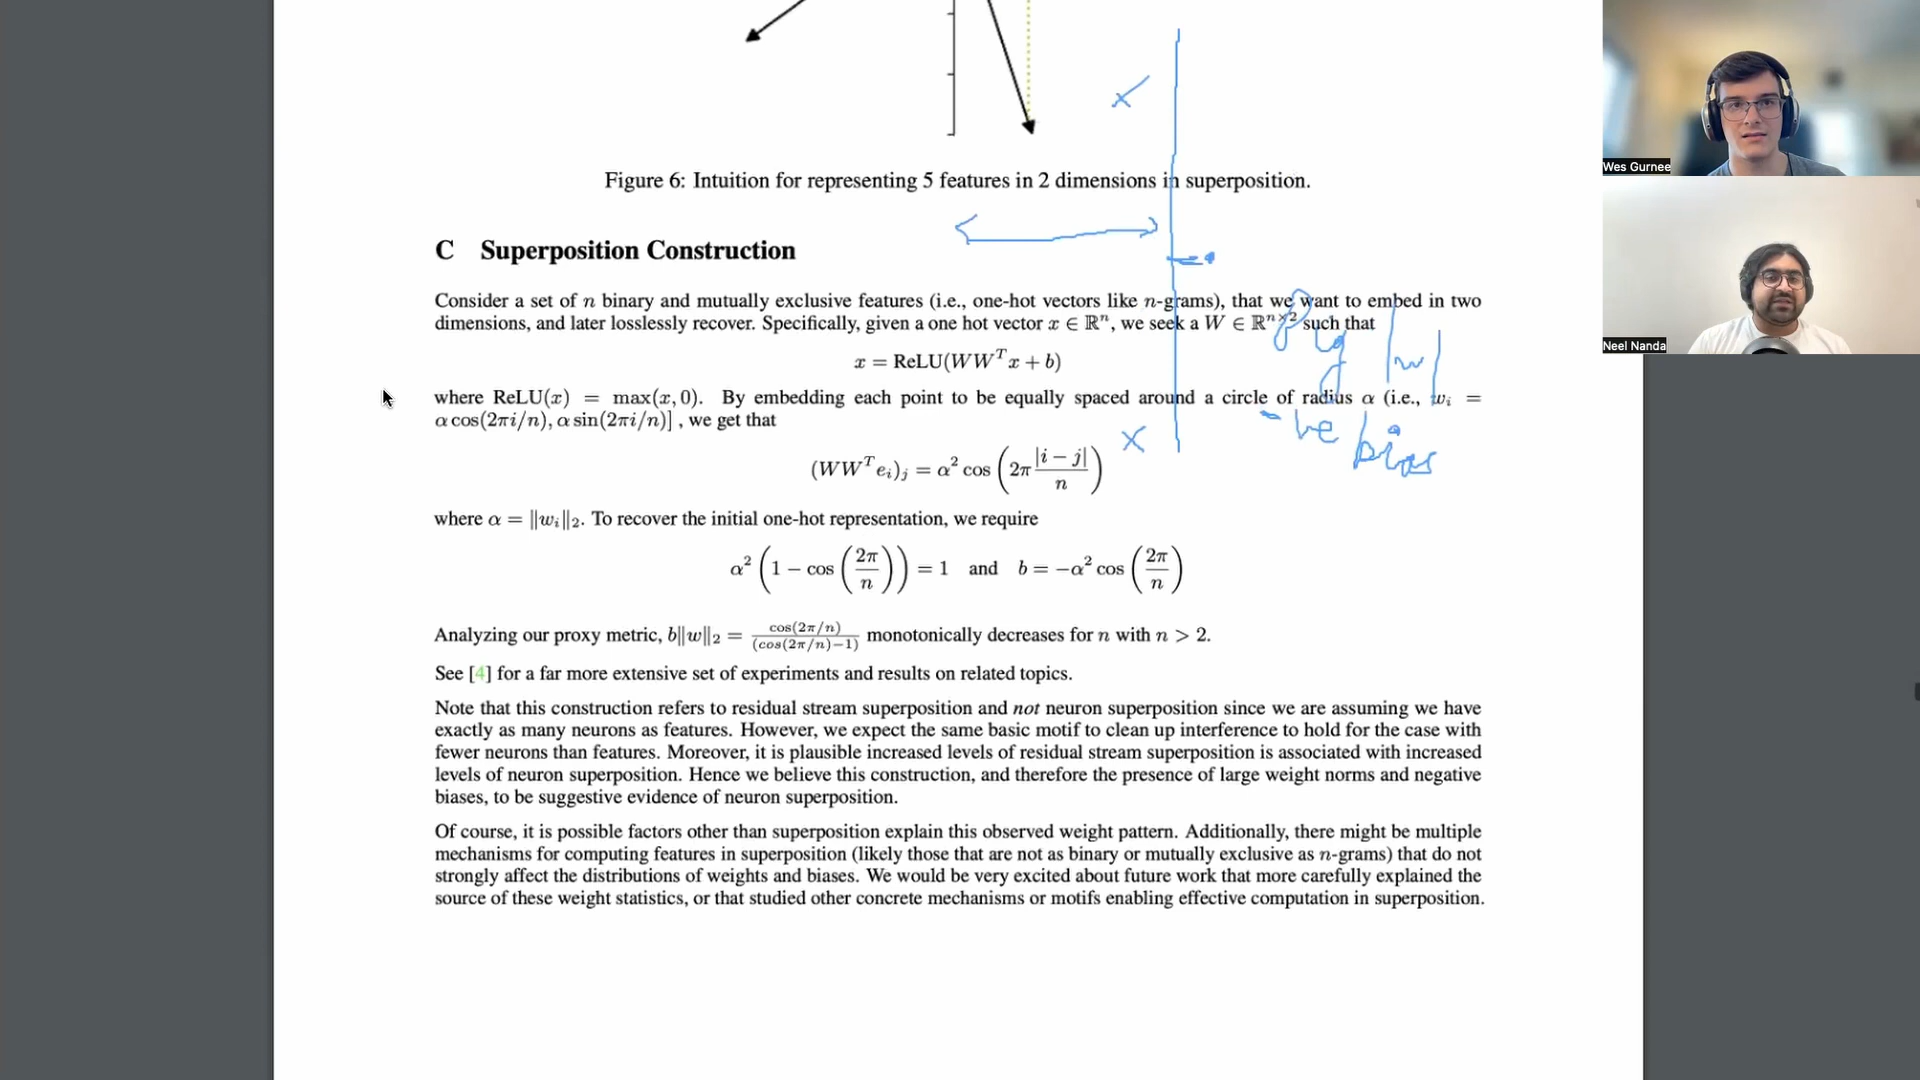 Figure 6: Intuition for representing 5 features in 2 dimensions in superposition.
C Superposition Construction
Consider a set of n binary and mutually exclusive features (i.e., one-hot vectors like n-grams), that we want to embed in two
dimensions, and later losslessly recover. Specifically, given a one hot vector x ∈ ℝⁿ, we seek a W ∈ ℝⁿˣ² such that
x = ReLU(WWᵀx + b)
where ReLU(x) = max(x, 0). By embedding each point to be equally spaced around a circle of radius α (i.e., wᵢ =
α cos(2πi/n), α sin(2πi/n)] , we get that
(WWᵀeᵢ)ⱼ = α² cos (2π |i − j| / n)
where α = ||wᵢ||₂. To recover the initial one-hot representation, we require
α² (1 − cos (2π/n)) = 1 and b = −α² cos (2π/n)
Analyzing our proxy metric, b||w||₂ = cos(2π/n) / (cos(2π/n)−1) monotonically decreases for n with n > 2.
See [4] for a far more extensive set of experiments and results on related topics.
Note that this construction refers to residual stream superposition and not neuron superposition since we are assuming we have
exactly as many neurons as features. However, we expect the same basic motif to clean up interference to hold for the case with
fewer neurons than features. Moreover, it is plausible increased levels of residual stream superposition is associated with increased
levels of neuron superposition. Hence we believe this construction, and therefore the presence of large weight norms and negative
biases, to be suggestive evidence of neuron superposition.
Of course, it is possible factors other than superposition explain this observed weight pattern. Additionally, there might be multiple
mechanisms for computing features in superposition (likely those that are not as binary or mutually exclusive as n-grams) that do not
strongly affect the distributions of weights and biases. We would be very excited about future work that more carefully explained the
source of these weight statistics, or that studied other concrete mechanisms or motifs enabling effective computation in superposition.
x
x
|w|
-ve bias
Wes Gurnee
Neel Nanda